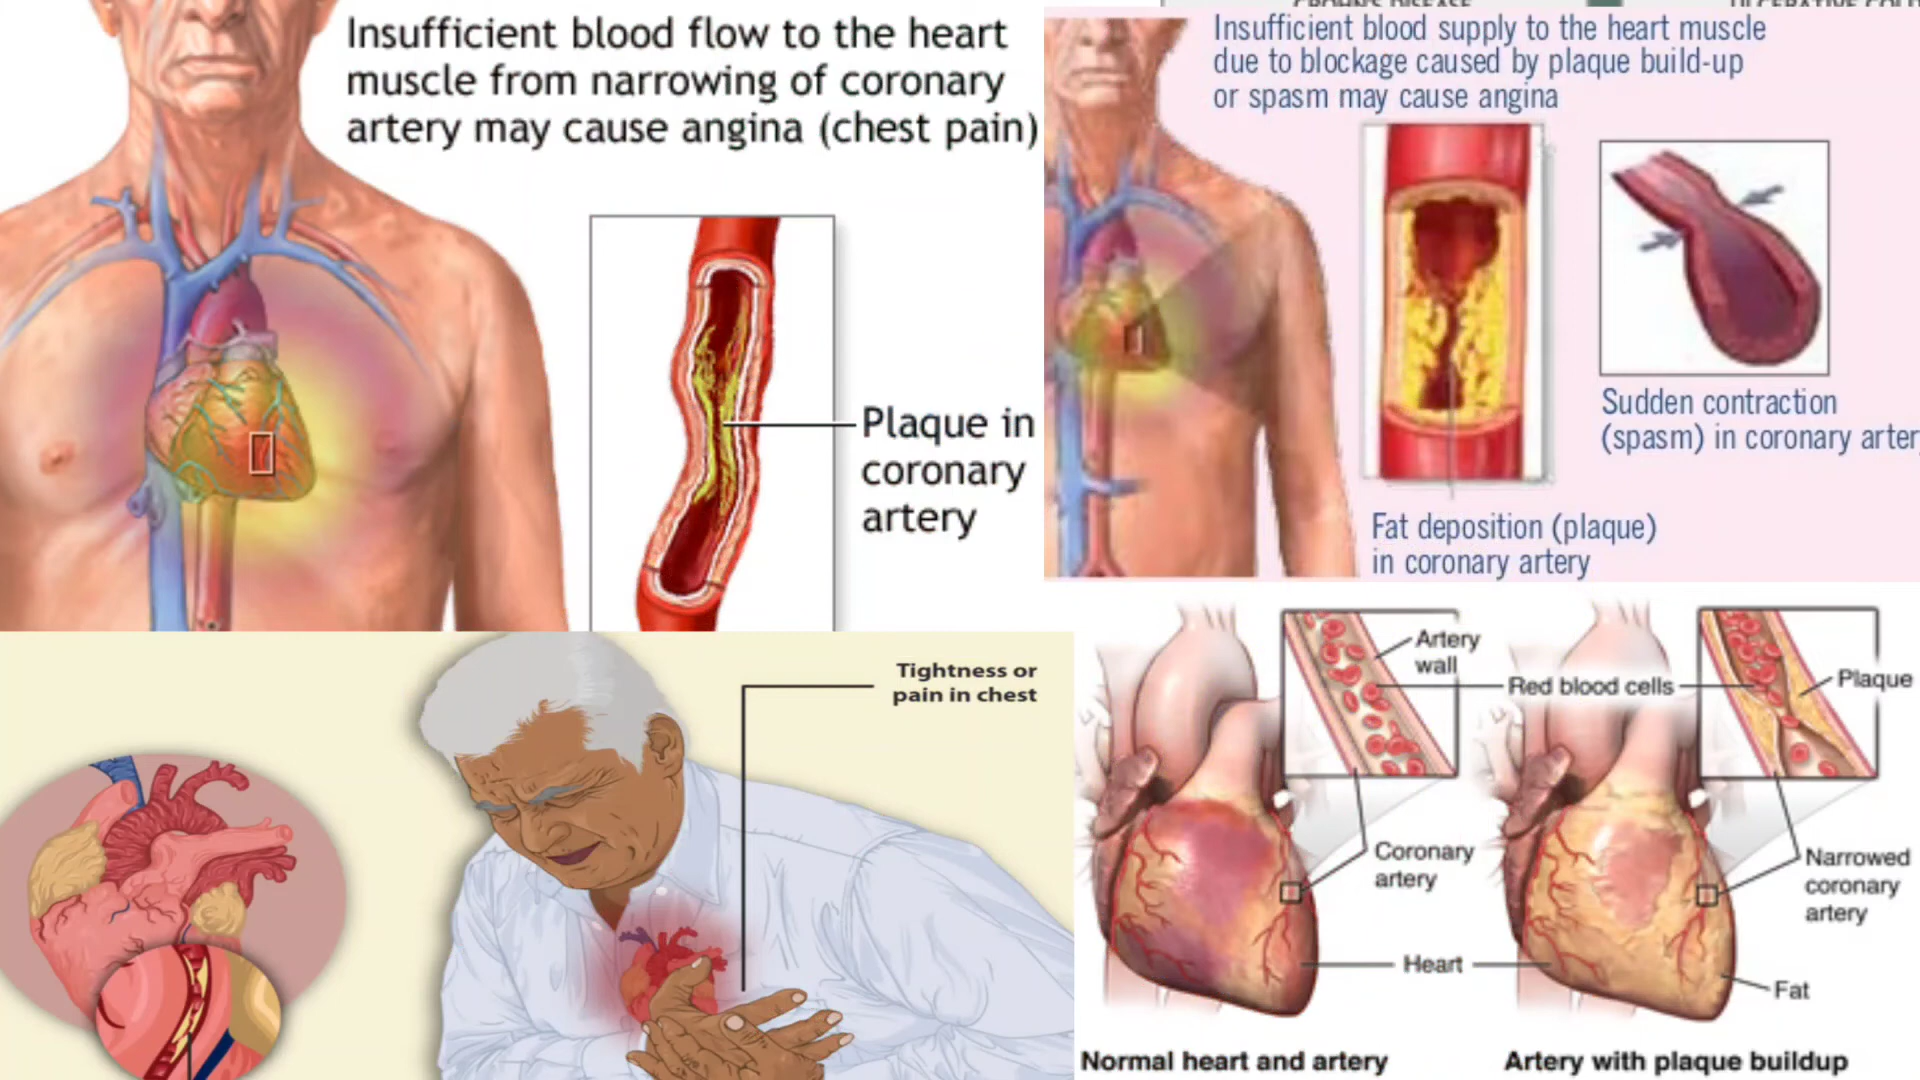 Insufficient blood flow to the heart
muscle from narrowing of coronary
artery may cause angina (chest pain)
Plaque in
coronary
artery
CROHN'S DISEASE
Insufficient blood supply to the heart muscle
due to blockage caused by plaque build-up
or spasm may cause angina
Sudden contraction
(spasm) in coronary
Fat deposition (plaque)
in coronary artery
Tightness or
pain in chest
Artery
wall
Red blood cells
Plaque
Coronary
artery
Narrowed
coronary
artery
Heart
Fat
Normal heart and artery
Artery with plaque buildup